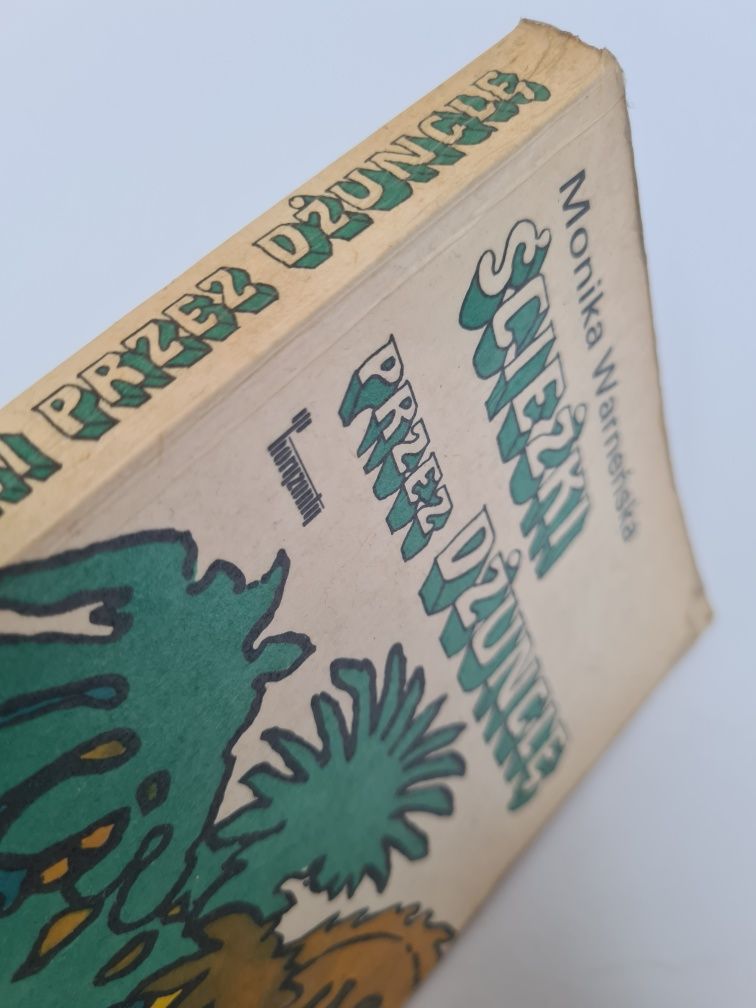 Monika Warneńska
ŚCIEŻKI
PRZEZ DŻUNGLĘ
PRZEZ DŻUNGLĘ